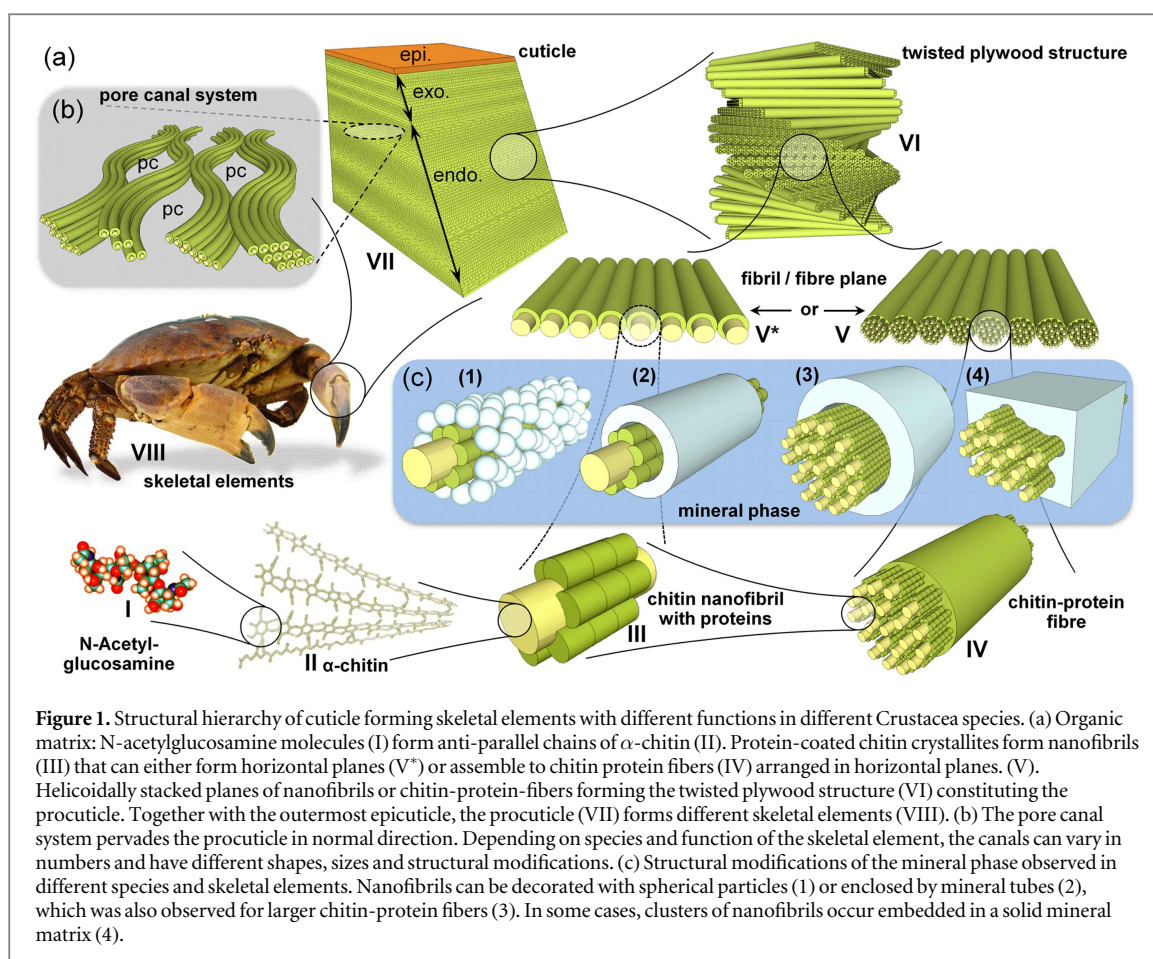 (a)
epi.
cuticle
twisted plywood structure
exo.
pore canal system
(b)
pc
pc
pc
endo.
VI
VII
fibril / fibre plane
or
V*
V
(c)
(1)
(2)
(3)
(4)
VIII
skeletal elements
mineral phase
I
N-Acetyl-
glucosamine
II α-chitin
III
chitin nanofibril
with proteins
chitin-protein
fibre
IV
Figure 1. Structural hierarchy of cuticle forming skeletal elements with different functions in different Crustacea species. (a) Organic
matrix: N-acetylglucosamine molecules (I) form anti-parallel chains of α-chitin (II). Protein-coated chitin crystallites form nanofibrils
(III) that can either form horizontal planes (V*) or assemble to chitin protein fibers (IV) arranged in horizontal planes. (V).
Helicoidally stacked planes of nanofibrils or chitin-protein-fibers forming the twisted plywood structure (VI) constituting the
procuticle. Together with the outermost epicuticle, the procuticle (VII) forms different skeletal elements (VIII). (b) The pore canal
system pervades the procuticle in normal direction. Depending on species and function of the skeletal element, the canals can vary in
numbers and have different shapes, sizes and structural modifications. (c) Structural modifications of the mineral phase observed in
different species and skeletal elements. Nanofibrils can be decorated with spherical particles (1) or enclosed by mineral tubes (2),
which was also observed for larger chitin-protein fibers (3). In some cases, clusters of nanofibrils occur embedded in a solid mineral
matrix (4).